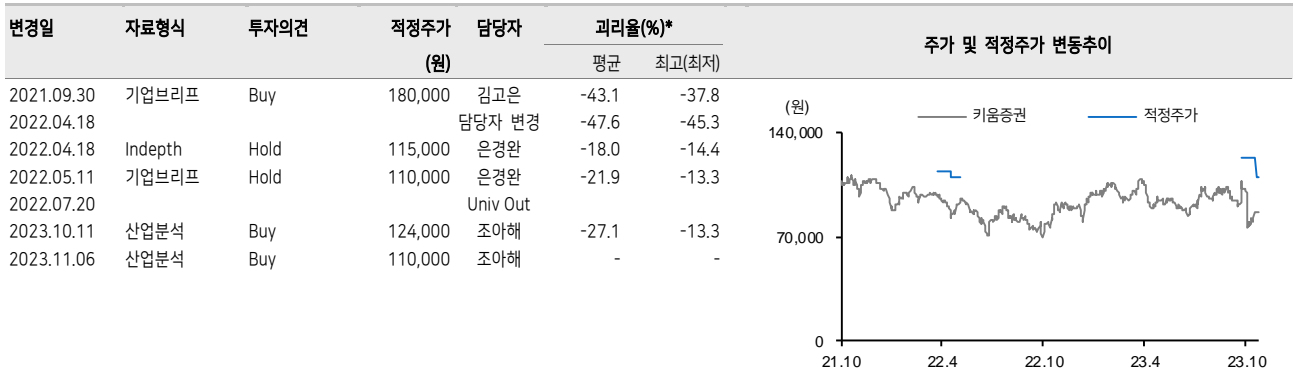 변경일 자료형식 투자의견 적정주가 담당자 괴리율(%)* 주가 및 적정주가 변동추이
(원) 평균 최고(최저)
2021.09.30 기업브리프 Buy 180,000 김고은 -43.1 -37.8
2022.04.18 담당자 변경 -47.6 -45.3
2022.04.18 Indepth Hold 115,000 은경완 -18.0 -14.4
2022.05.11 기업브리프 Hold 110,000 은경완 -21.9 -13.3
2022.07.20 Univ Out
2023.10.11 산업분석 Buy 124,000 조아해 -27.1 -13.3
2023.11.06 산업분석 Buy 110,000 조아해 - -
(원)
키움증권 적정주가
140,000
70,000
0
21.10 22.4 22.10 23.4 23.10